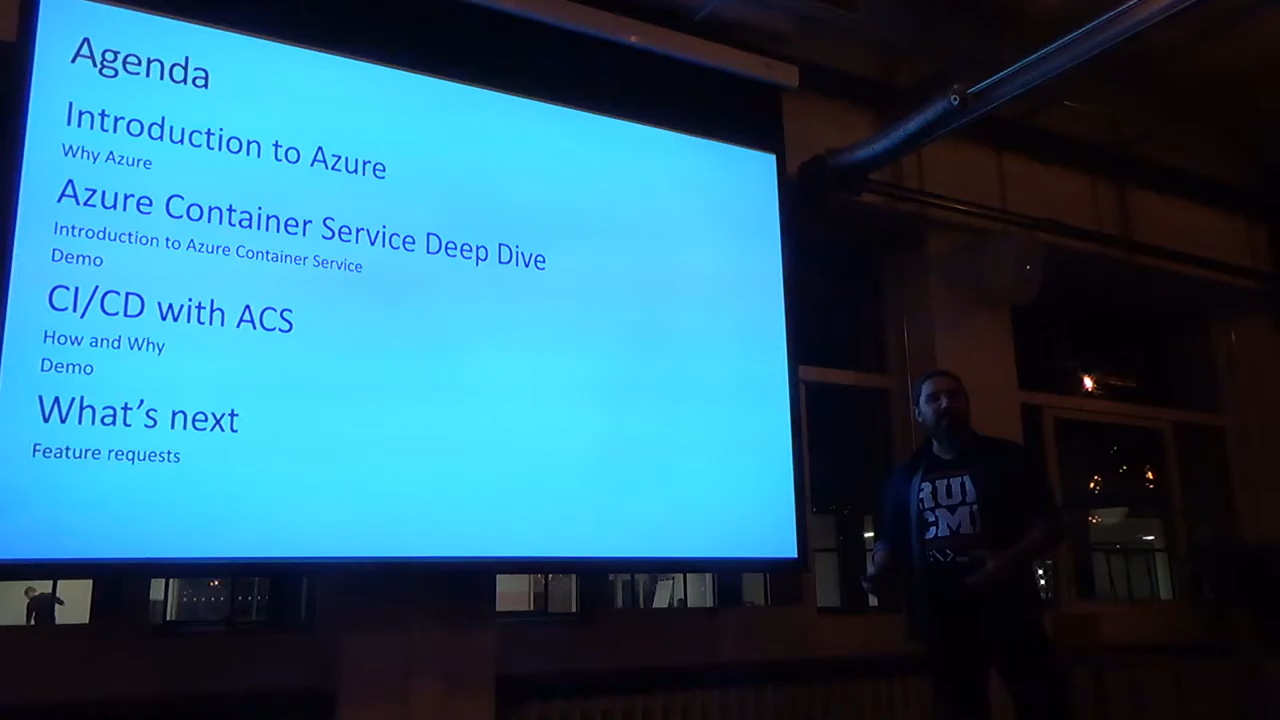 Agenda
Introduction to Azure
Why Azure
Azure Container Service Deep Dive
Introduction to Azure Container Service
Demo
CI/CD with ACS
How and Why
Demo
What's next
Feature requests